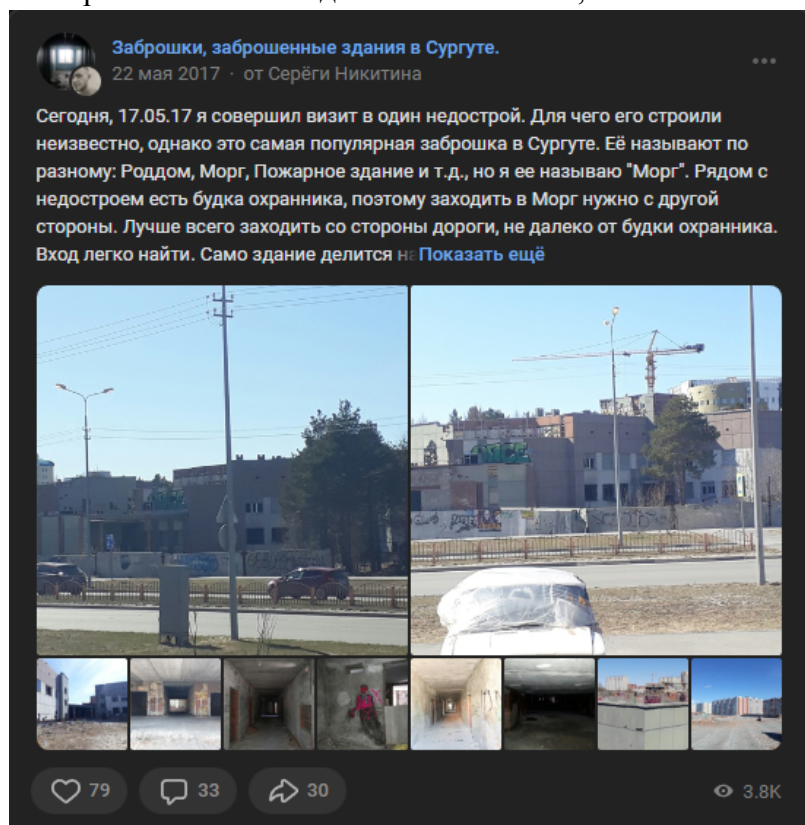 Заброшки, заброшенные здания в Сургуте.
22 мая 2017 · от Серёги Никитина
Сегодня, 17.05.17 я совершил визит в один недострой. Для чего его строили
неизвестно, однако это самая популярная заброшка в Сургуте. Её называют по
разному: Роддом, Морг, Пожарное здание и т.д., но я ее называю "Морг". Рядом с
недостроем есть будка охранника, поэтому заходить в Морг нужно с другой
стороны. Лучше всего заходить со стороны дороги, не далеко от будки охранника.
Вход легко найти. Само здание делится на Показать ещё
79
33
30
3.8K